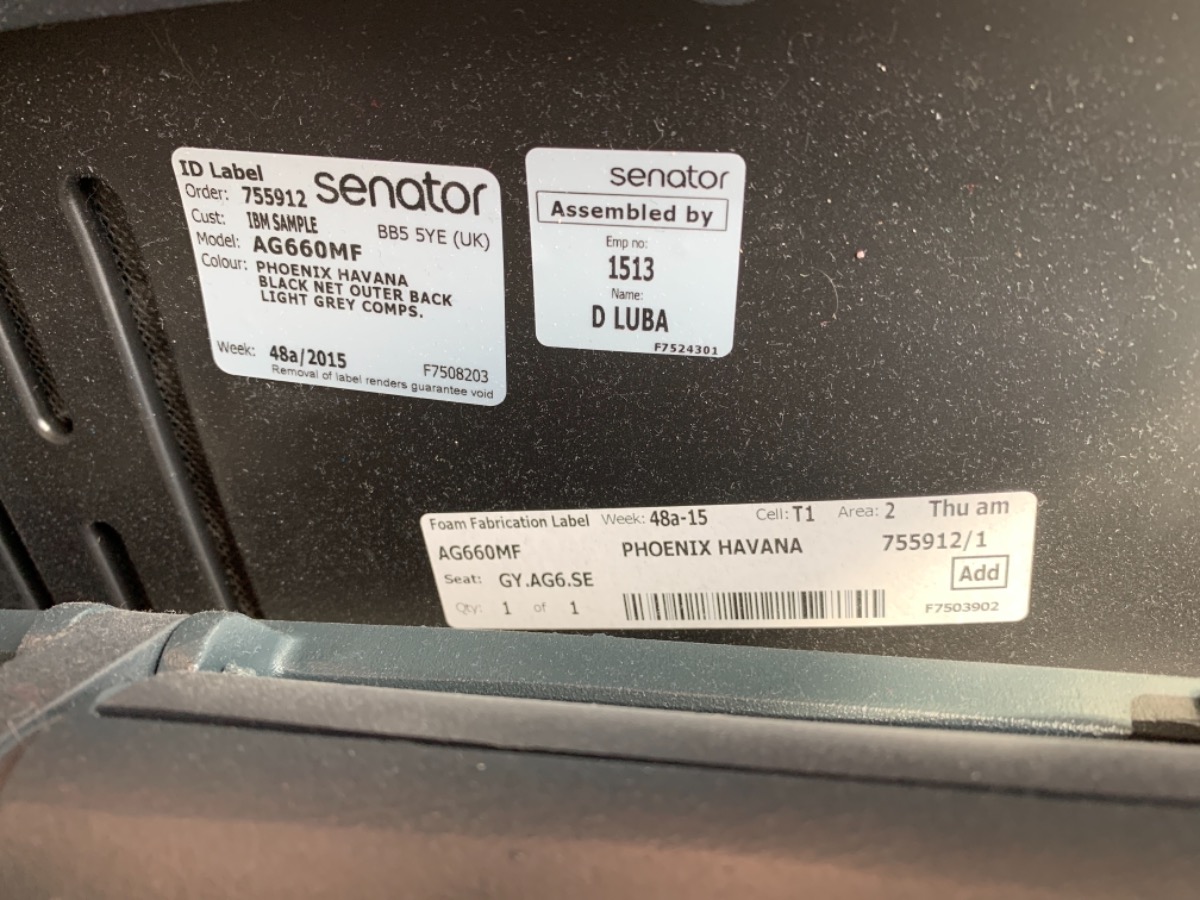 ID Label
senator
Order: 755912
Cust: IBM SAMPLE
BB5 5YE (UK)
Model: AG660MF
Colour: PHOENIX HAVANA
BLACK NET OUTER BACK
LIGHT GREY COMPS.
Week: 48a/2015
F7508203
Removal of label renders guarantee void
senator
Assembled by
Emp no:
1513
Name:
D LUBA
F7524301
Foam Fabrication Label Week: 48a-15 Cell: T1 Area: 2 Thu am
AG660MF PHOENIX HAVANA 755912/1
Seat: GY.AG6.SE Add
Qty: 1 of 1 F7503902